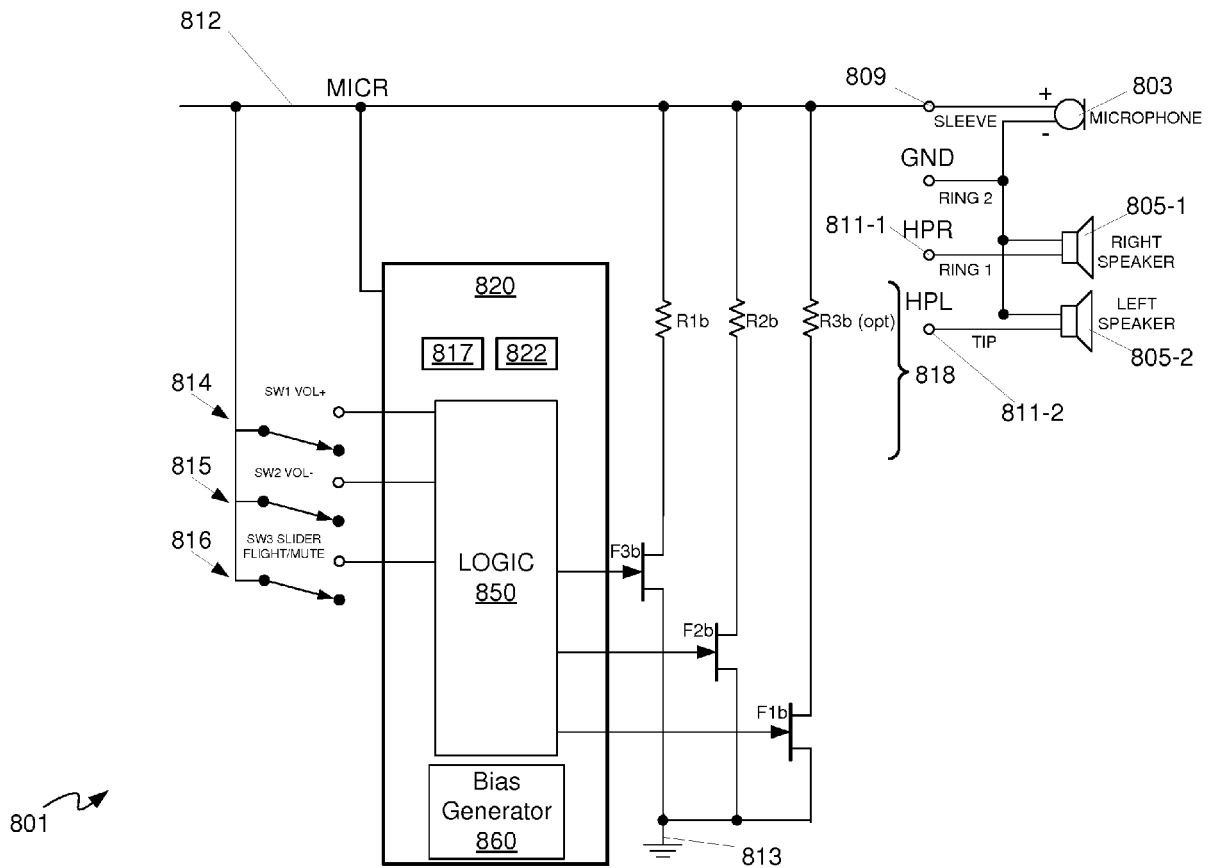 812
MICR
809
803
+
SLEEVE
MICROPHONE
-
GND
RING 2
811-1
HPR
805-1
RING 1
RIGHT
SPEAKER
820
R1b
R2b
R3b (opt)
HPL
LEFT
SPEAKER
TIP
817
822
818
805-2
811-2
814
SW1 VOL+
815
SW2 VOL-
816
SW3 SLIDER
FLIGHT/MUTE
LOGIC
850
F3b
F2b
F1b
Bias
Generator
860
801
813